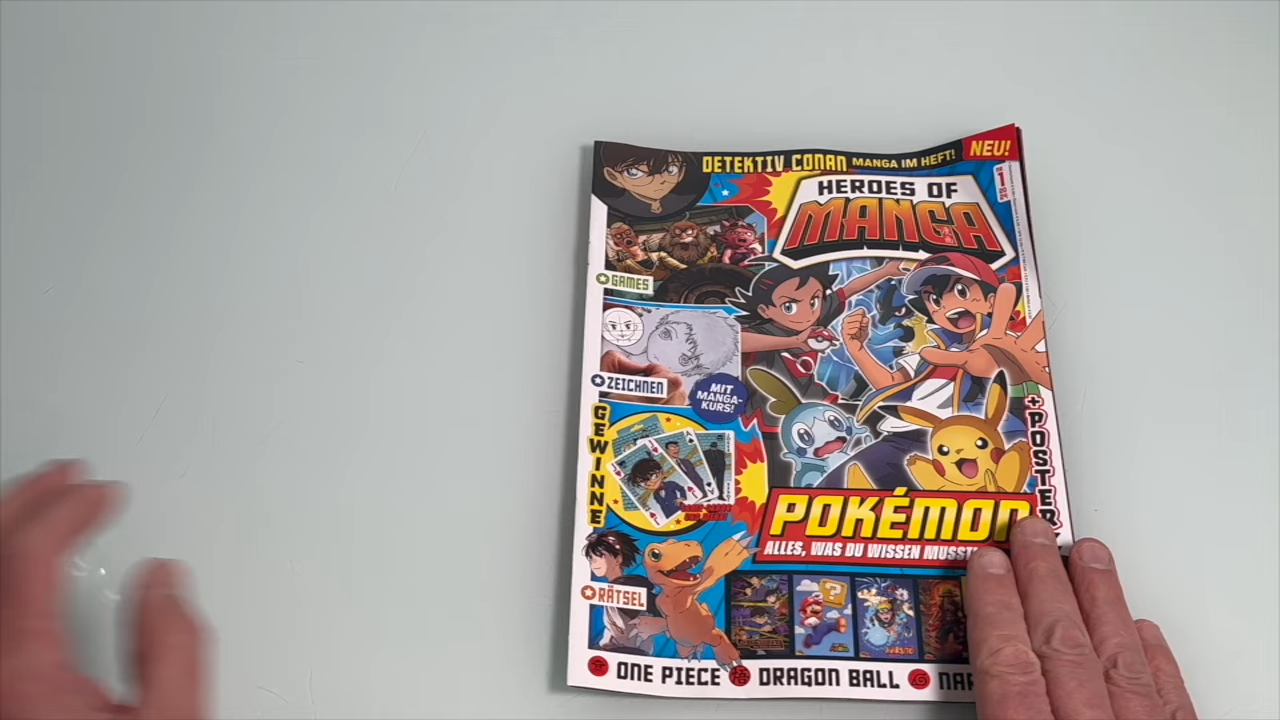 DETEKTIV CONAN MANGA IM HEFT!
NEU!
HEROES OF
MANGA
1
GAMES
ZEICHNEN
MIT
MANGA-
KURS!
GEWINNE
+POSTER
POKÉMON
ALLES, WAS DU WISSEN MUSST
RÄTSEL
ONE PIECE DRAGON BALL